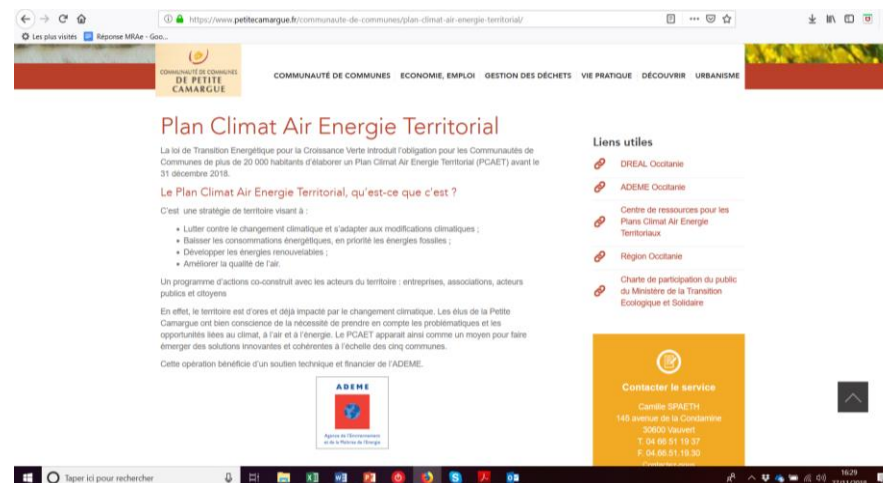 https://www.petitecamargue.fr/communaute-de-communes/plan-climat-air-energie-territorial/
Les plus visités Réponse MRAe - Goo...
COMMUNAUTÉ DE COMMUNES
DE PETITE
CAMARGUE
COMMUNAUTÉ DE COMMUNES ECONOMIE, EMPLOI GESTION DES DÉCHETS VIE PRATIQUE DÉCOUVRIR URBANISME
Plan Climat Air Energie Territorial
La loi de Transition Energétique pour la Croissance Verte introduit l'obligation pour les Communautés de
Communes de plus de 20 000 habitants d'élaborer un Plan Climat Air Energie Territorial (PCAET) avant le
31 décembre 2018.
Le Plan Climat Air Energie Territorial, qu'est-ce que c'est ?
C'est une stratégie de territoire visant à :
Lutter contre le changement climatique et s'adapter aux modifications climatiques ;
Baisser les consommations énergétiques, en priorité les énergies fossiles ;
Développer les énergies renouvelables ;
Améliorer la qualité de l'air.
Un programme d'actions co-construit avec les acteurs du territoire : entreprises, associations, acteurs
publics et citoyens
En effet, le territoire est d'ores et déjà impacté par le changement climatique. Les élus de la Petite
Camargue ont bien conscience de la nécessité de prendre en compte les problématiques et les
opportunités liées au climat, à l'air et à l'énergie. Le PCAET apparait ainsi comme un moyen pour faire
émerger des solutions innovantes et cohérentes à l'échelle des cinq communes.
Cette opération bénéficie d'un soutien technique et financier de l'ADEME.
ADEME
Agence de l'Environnement
et de la Maîtrise de l'Energie
Liens utiles
DREAL Occitanie
ADEME Occitanie
Centre de ressources pour les
Plans Climat Air Energie
Territoriaux
Région Occitanie
Charte de participation du public
du Ministère de la Transition
Ecologique et Solidaire
Contacter le service
Camille SPAETH
145 avenue de la Condamine
30600 Vauvert
T. 04.66.51.19.37
F. 04.66.51.19.30
Contactez-nous
Taper ici pour rechercher
16:29